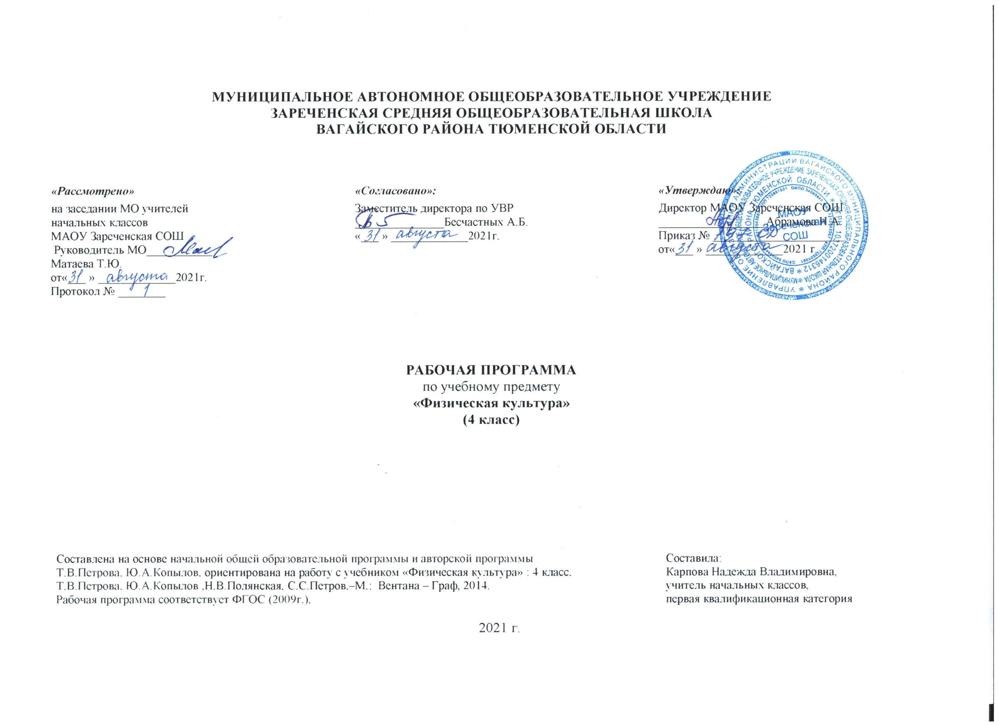 МУНИЦИПАЛЬНОЕ АВТОНОМНОЕ ОБЩЕОБРАЗОВАТЕЛЬНОЕ УЧРЕЖДЕНИЕ
ЗАРЕЧЕНСКАЯ СРЕДНЯЯ ОБЩЕОБРАЗОВАТЕЛЬНАЯ ШКОЛА
ВАГАЙСКОГО РАЙОНА ТЮМЕНСКОЙ ОБЛАСТИ
«Рассмотрено»
на заседании МО учителей
начальных классов
МАОУ Зареченская СОШ
Руководитель МО
Матаева Т.Ю.
от«31 » августа 2021г.
Протокол № 1
«Согласовано»:
Заместитель директора по УВР
Бесчастных А.Б.
«31 » августа 2021г.
«Утверждаю»:
Директор МАОУ Зареченская СОШ
Абрамова Н.А.
Приказ № ОД
от«31 » августа 2021 г.
МАОУ
Зареченская
СОШ
РАБОЧАЯ ПРОГРАММА
по учебному предмету
«Физическая культура»
(4 класс)
Составлена на основе начальной общей образовательной программы и авторской программы
Т.В.Петрова. Ю.А.Копылов. ориентирована на работу с учебником «Физическая культура» : 4 класс.
Т.В.Петрова. Ю.А.Копылов .Н.В.Полянская. С.С.Петров.–М.: Вентана – Граф, 2014.
Рабочая программа соответствует ФГОС (2009г.).
Составила:
Карпова Надежда Владимировна,
учитель начальных классов,
первая квалификационная категория
2021 г.